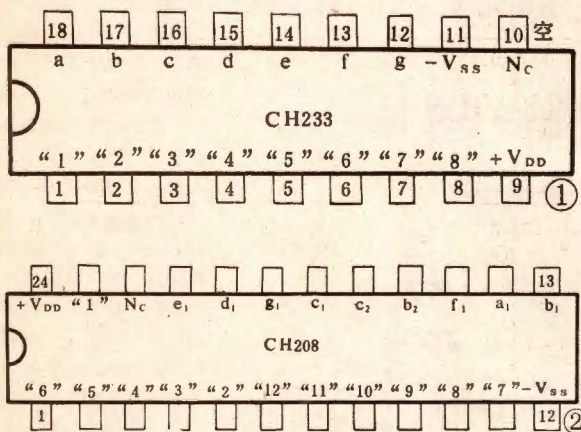 18 17 16 15 14 13 12 11 10 空
a b c d e f g -Vss Nc
CH233
“1” “2” “3” “4” “5” “6” “7” “8” +VDD
1 2 3 4 5 6 7 8 9 ①
24 13
+VDD “1” Nc e₁ d₁ g₁ c₁ c₂ b₂ f₁ a₁ b₁
CH208
“6” “5” “4” “3” “2” “12” “11” “10” “9” “8” “7” -Vss
1 12 ②